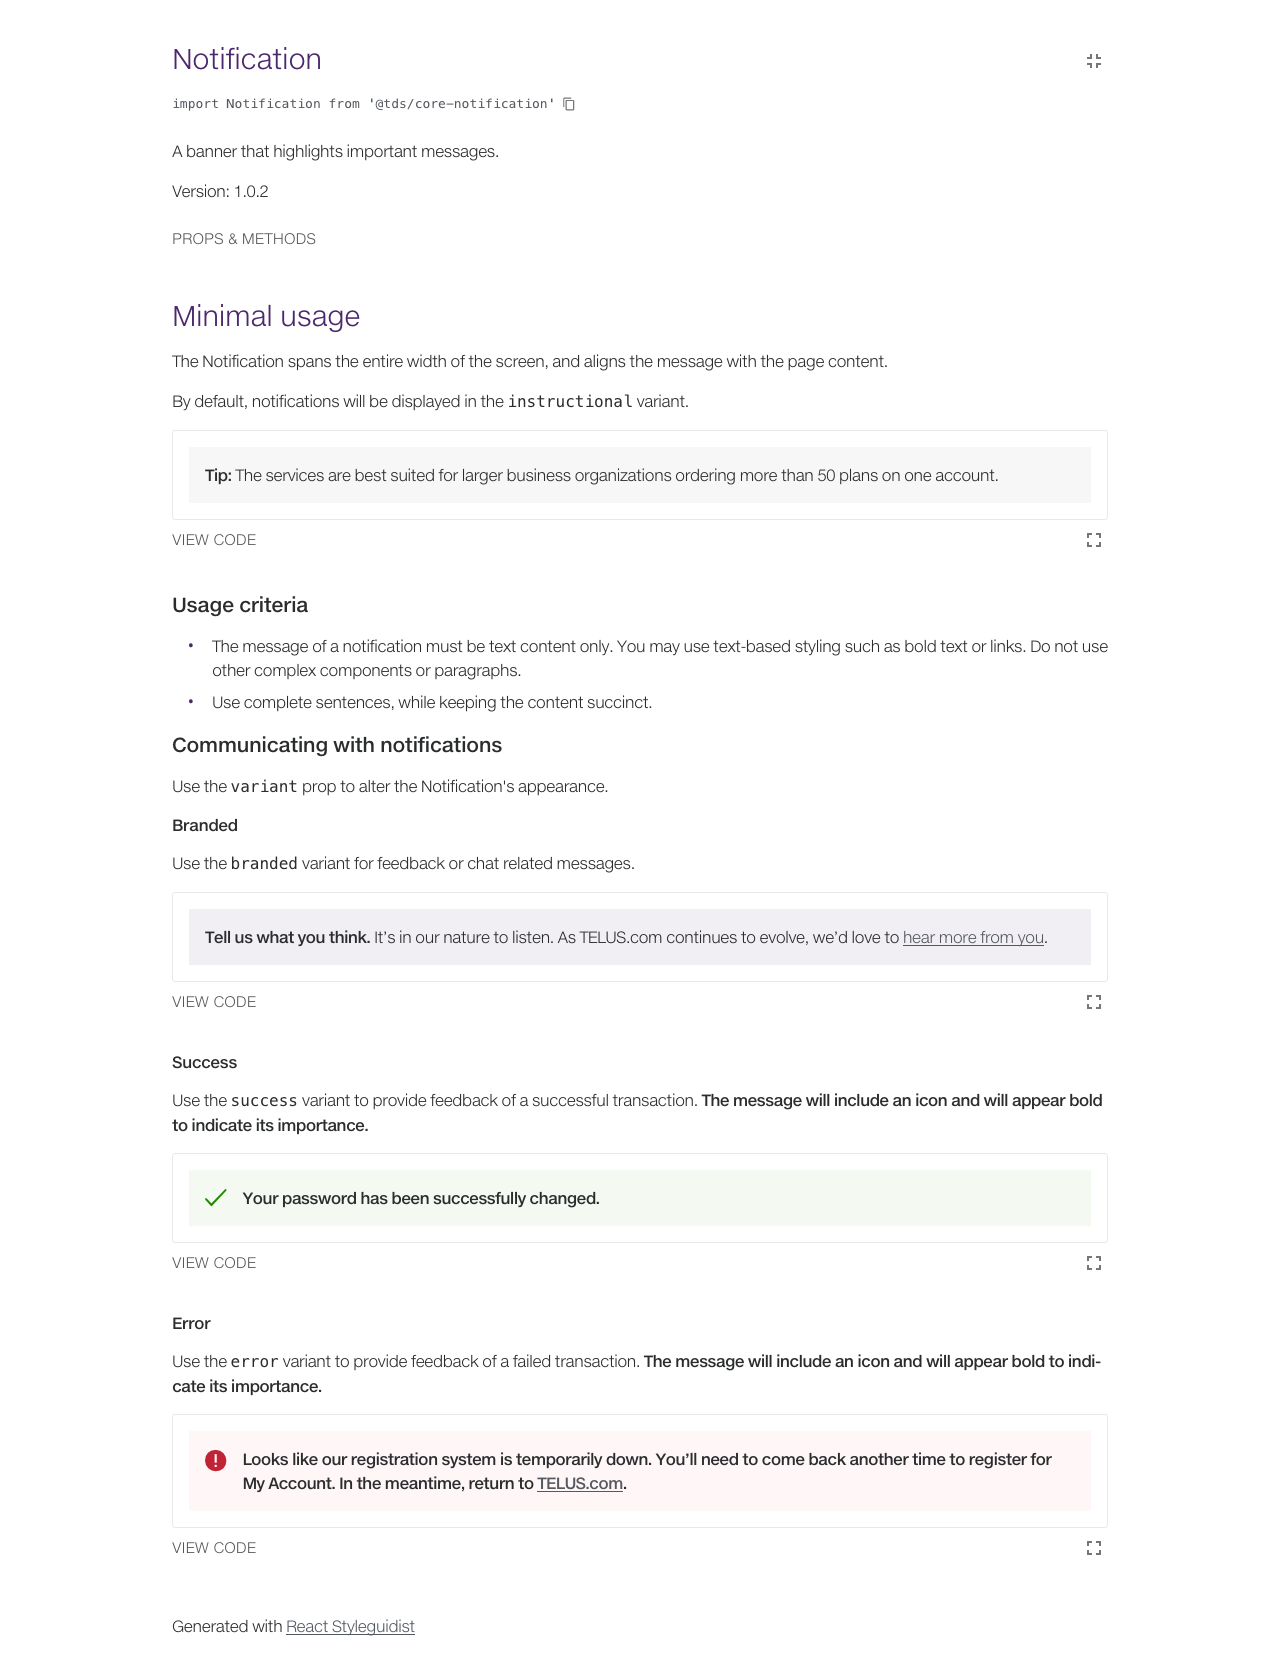 Notification
import Notification from '@tds/core-notification'
A banner that highlights important messages.
Version: 1.0.2
PROPS & METHODS
Minimal usage
The Notification spans the entire width of the screen, and aligns the message with the page content.
By default, notifications will be displayed in the instructional variant.
Tip: The services are best suited for larger business organizations ordering more than 50 plans on one account.
VIEW CODE
Usage criteria
• The message of a notification must be text content only. You may use text-based styling such as bold text or links. Do not use
other complex components or paragraphs.
• Use complete sentences, while keeping the content succinct.
Communicating with notifications
Use the variant prop to alter the Notification's appearance.
Branded
Use the branded variant for feedback or chat related messages.
Tell us what you think. It’s in our nature to listen. As TELUS.com continues to evolve, we’d love to hear more from you.
VIEW CODE
Success
Use the success variant to provide feedback of a successful transaction. The message will include an icon and will appear bold
to indicate its importance.
Your password has been successfully changed.
VIEW CODE
Error
Use the error variant to provide feedback of a failed transaction. The message will include an icon and will appear bold to indi-
cate its importance.
Looks like our registration system is temporarily down. You’ll need to come back another time to register for
My Account. In the meantime, return to TELUS.com.
VIEW CODE
Generated with React Styleguidist